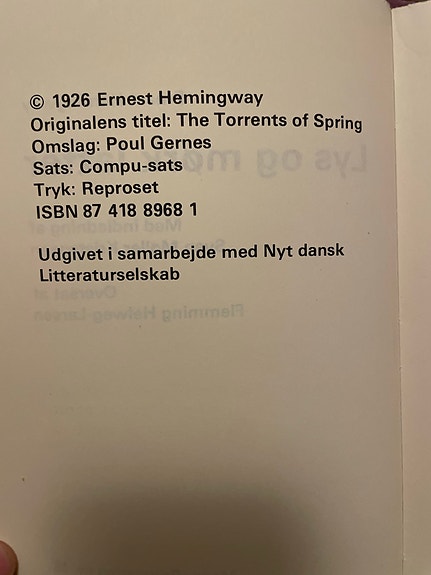 © 1926 Ernest Hemingway
Originalens titel: The Torrents of Spring
Omslag: Poul Gernes
Sats: Compu-sats
Tryk: Reproset
ISBN 87 418 8968 1
Udgivet i samarbejde med Nyt dansk
Litteraturselskab